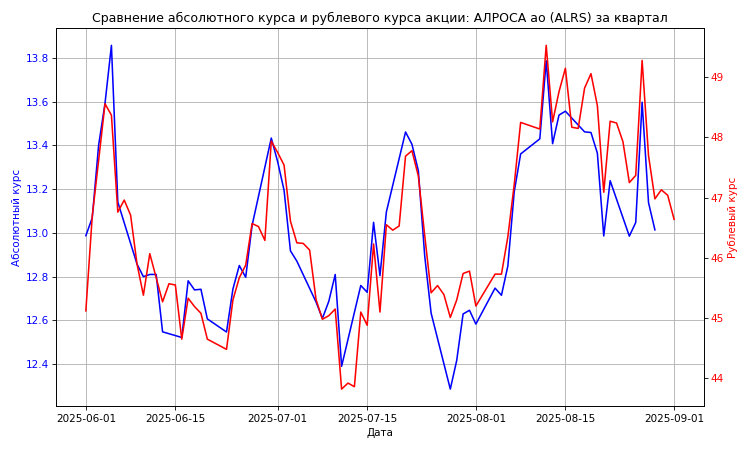 Сравнение абсолютного курса и рублевого курса акции: АЛРОСА ао (ALRS) за квартал
Абсолютный курс
13.8
13.6
13.4
13.2
13.0
12.8
12.6
12.4
49
48
47
46
45
44
Рублевый курс
2025-06-01 2025-06-15 2025-07-01 2025-07-15 2025-08-01 2025-08-15 2025-09-01
Дата